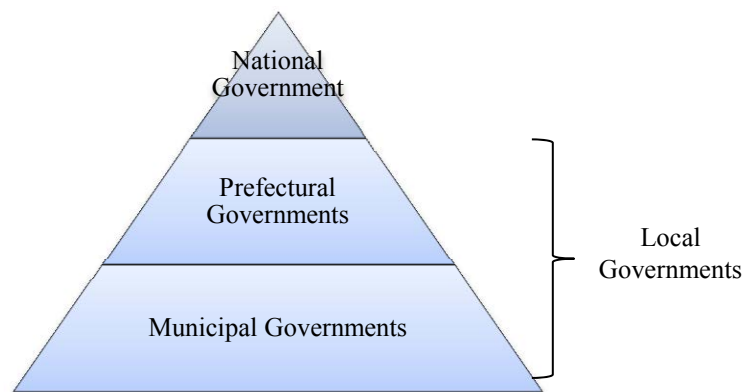 National
Government
Prefectural
Governments
Local
Governments
Municipal Governments